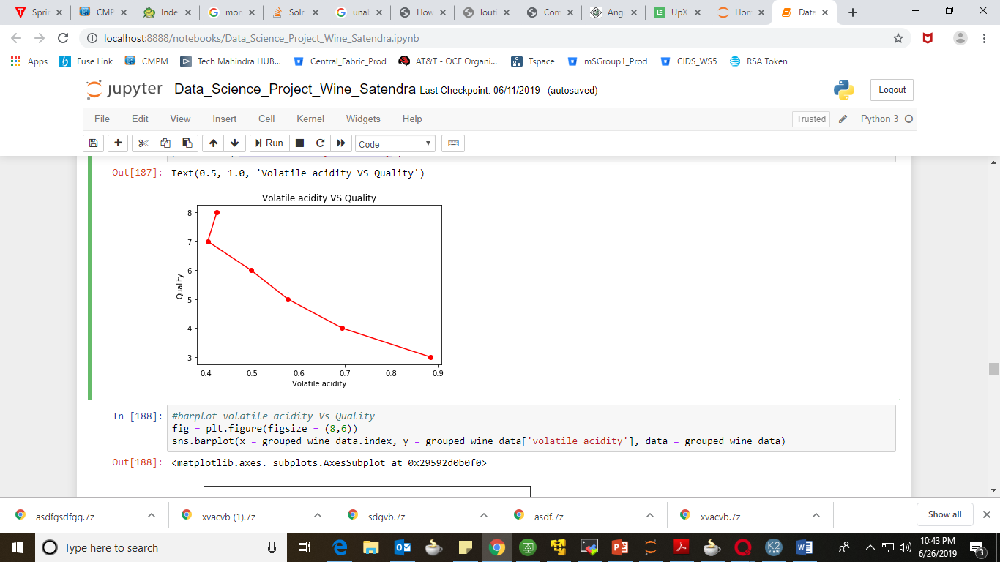 Sprin
CMP
Inde
mon
Solr
unal
How
lout
Com
Ang
UpX
Hom
Data
localhost:8888/notebooks/Data_Science_Project_Wine_Satendra.ipynb
Apps Fuse Link CMPM Tech Mahindra HUB... Central_Fabric_Prod AT&T - OCE Organi... Tspace mSGroup1_Prod CIDS_WS5 RSA Token
jupyter Data_Science_Project_Wine_Satendra Last Checkpoint: 06/11/2019 (autosaved) Logout
File Edit View Insert Cell Kernel Widgets Help Trusted Python 3
Run Code
Out[187]: Text(0.5, 1.0, 'Volatile acidity VS Quality')
Volatile acidity VS Quality
8
7
6
5
4
3
Quality
0.4 0.5 0.6 0.7 0.8 0.9
Volatile acidity
In [188]: #barplot volatile acidity Vs Quality
fig = plt.figure(figsize = (8,6))
sns.barplot(x = grouped_wine_data.index, y = grouped_wine_data['volatile acidity'], data = grouped_wine_data)
Out[188]: <matplotlib.axes._subplots.AxesSubplot at 0x29592d0b0f0>
asdfgsdfgg.7z xvacvb (1).7z sdgvb.7z asdf.7z xvacvb.7z Show all
Type here to search
10:43 PM
6/26/2019
3